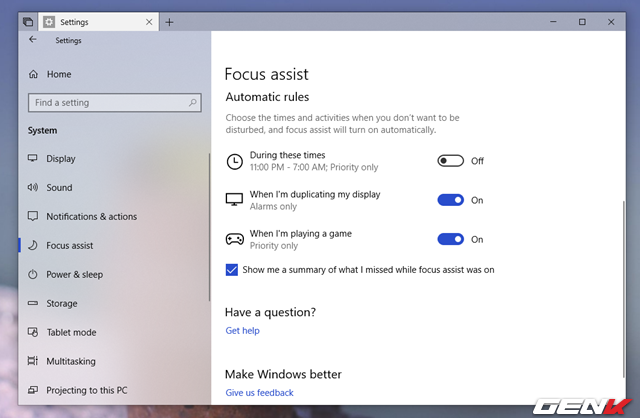 Settings
Settings
Home
Find a setting
System
Display
Sound
Notifications & actions
Focus assist
Power & sleep
Storage
Tablet mode
Multitasking
Projecting to this PC
Focus assist
Automatic rules
Choose the times and activities when you don't want to be
disturbed, and focus assist will turn on automatically.
During these times
11:00 PM - 7:00 AM; Priority only
Off
When I'm duplicating my display
Alarms only
On
When I'm playing a game
Priority only
On
Show me a summary of what I missed while focus assist was on
Have a question?
Get help
Make Windows better
Give us feedback
GENK